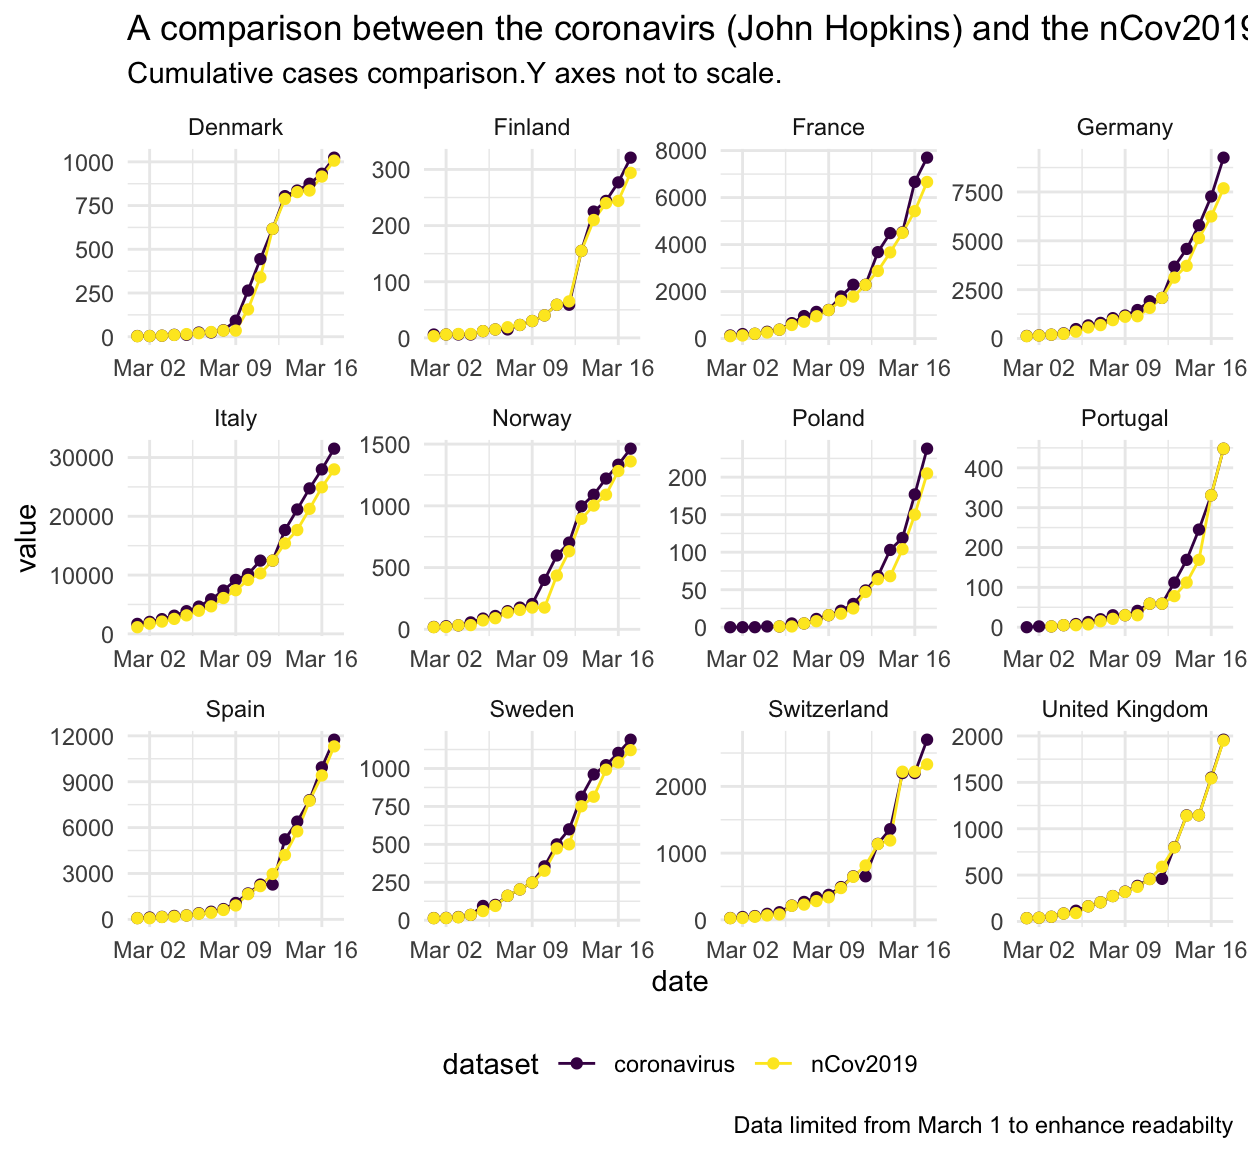 A comparison between the coronavirs (John Hopkins) and the nCov2019
Cumulative cases comparison.Y axes not to scale.
Denmark Finland France Germany
1000 750 500 250 0
300 200 100 0
8000 6000 4000 2000 0
7500 5000 2500 0
Mar 02 Mar 09 Mar 16 Mar 02 Mar 09 Mar 16 Mar 02 Mar 09 Mar 16 Mar 02 Mar 09 Mar 16
Italy Norway Poland Portugal
30000 20000 10000 0
1500 1000 500 0
200 150 100 50 0
400 300 200 100 0
Mar 02 Mar 09 Mar 16 Mar 02 Mar 09 Mar 16 Mar 02 Mar 09 Mar 16 Mar 02 Mar 09 Mar 16
value
Spain Sweden Switzerland United Kingdom
12000 9000 6000 3000 0
1000 750 500 250 0
2000 1000 0
2000 1500 1000 500 0
Mar 02 Mar 09 Mar 16 Mar 02 Mar 09 Mar 16 Mar 02 Mar 09 Mar 16 Mar 02 Mar 09 Mar 16
date
dataset coronavirus nCov2019
Data limited from March 1 to enhance readabilty